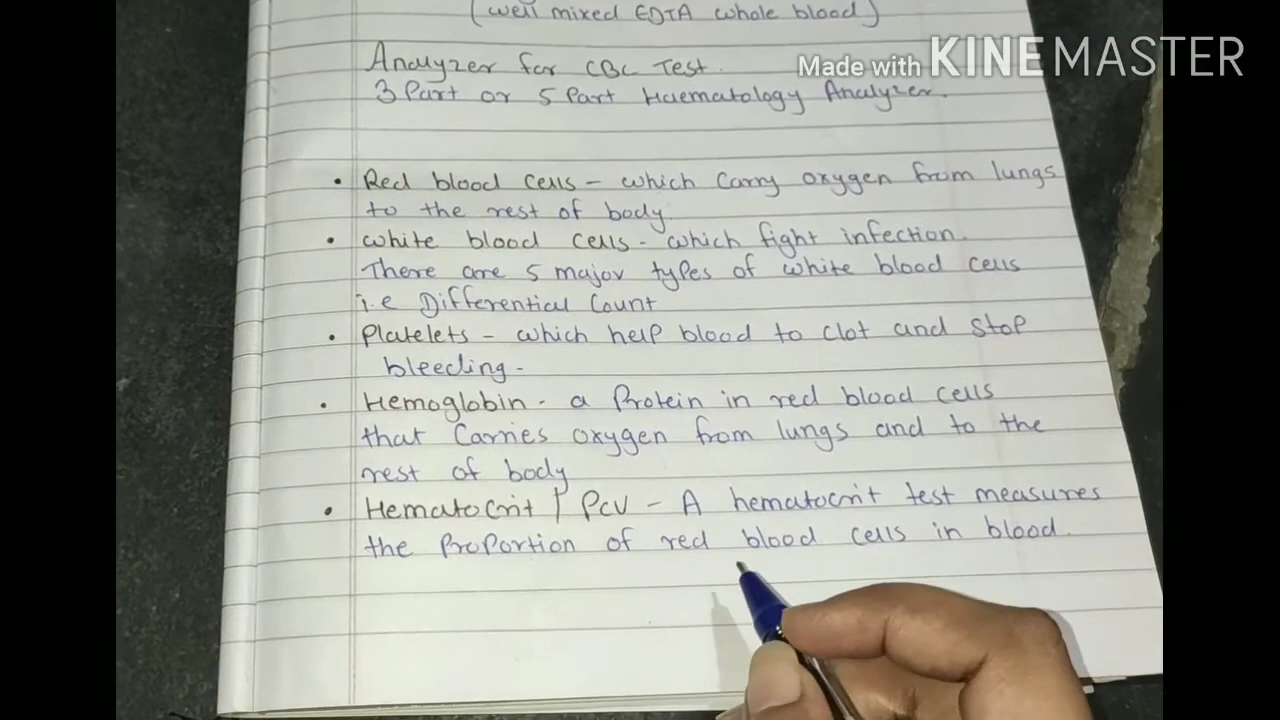 (well mixed EDTA whole blood)
Made with KINEMASTER
Analyzer for CBC Test.
3 Part or 5 Part Haematology Analyzer.
• Red blood cells - which carry oxygen from lungs
to the rest of body.
• white blood cells - which fight infection.
There are 5 major types of white blood cells
i.e Differential Count
• Platelets - which help blood to clot and stop
bleeding -
• Hemoglobin - a Protein in red blood cells
that carries oxygen from lungs and to the
rest of body
• Hematocrit | PCV - A hematocrit test measures
the proportion of red blood cells in blood.